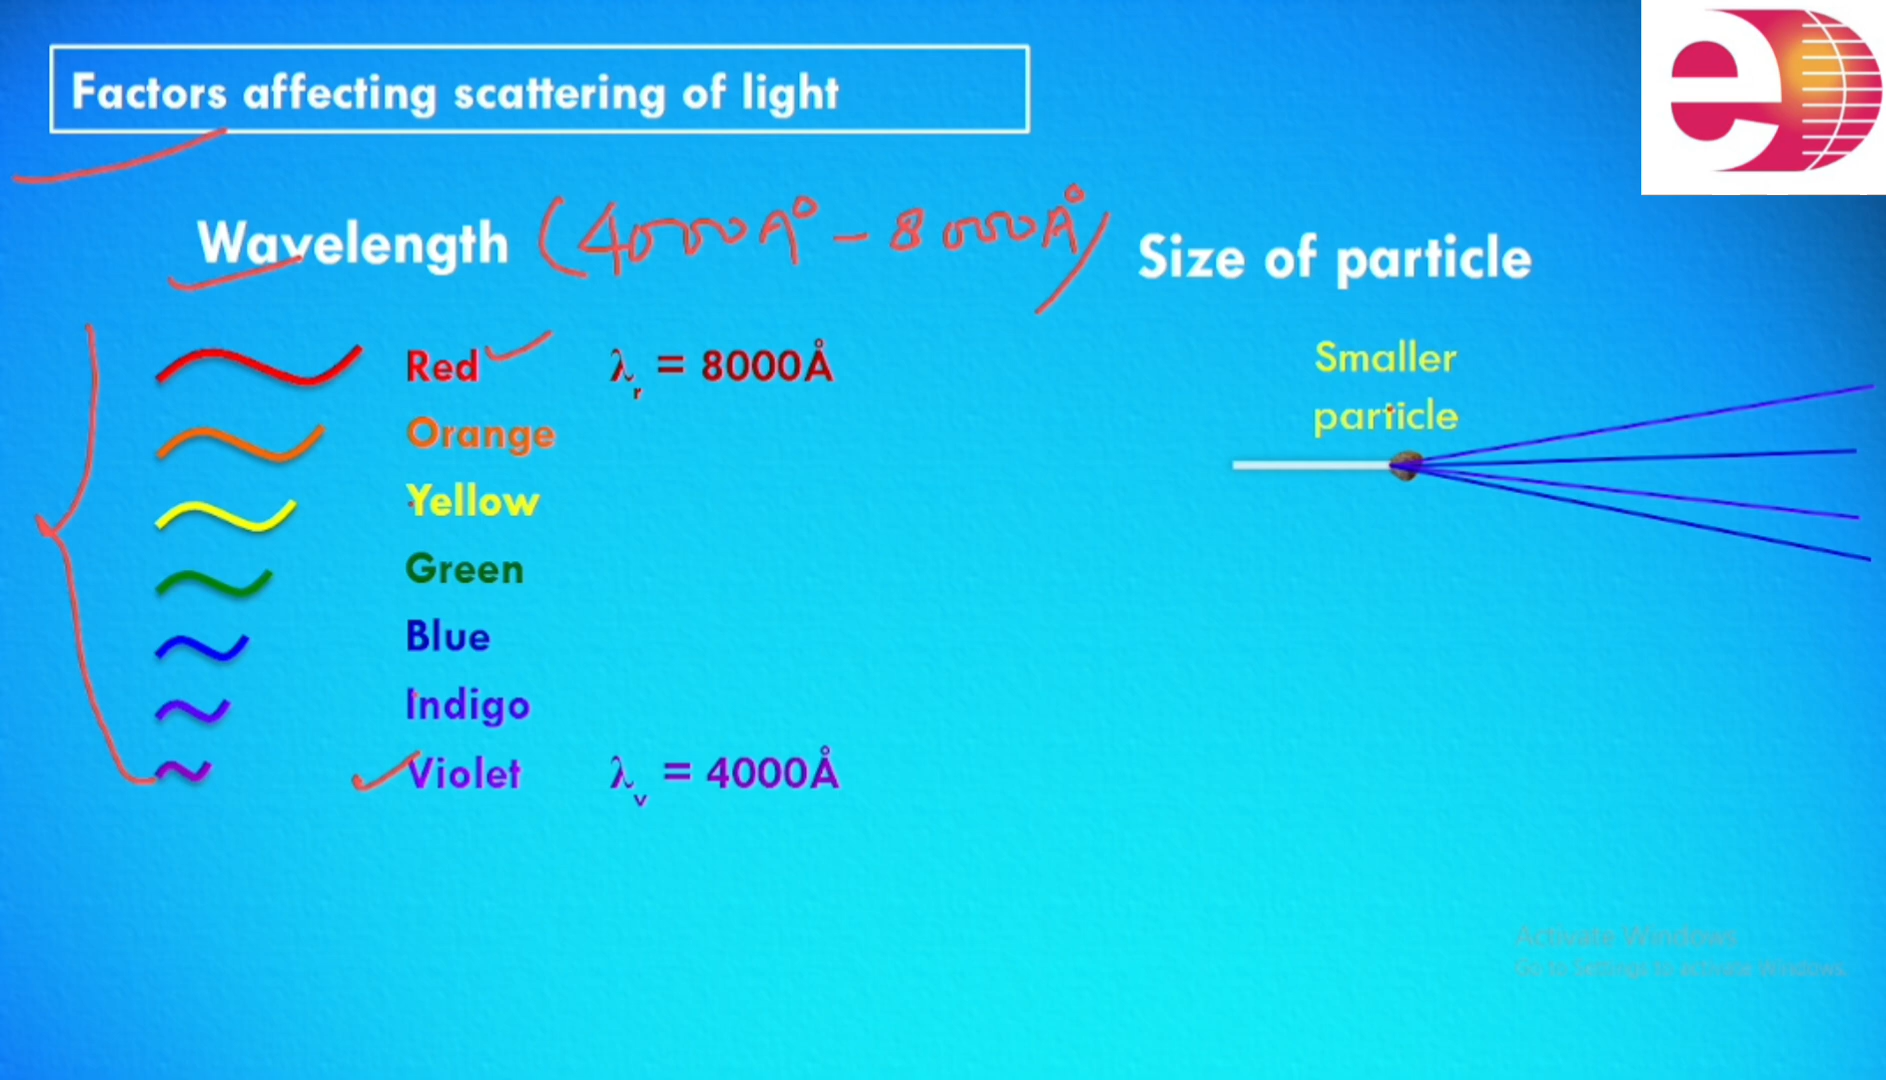 Factors affecting scattering of light
Wavelength (4000A° - 8000A°)
Size of particle
Red λr = 8000Å
Orange
Yellow
Green
Blue
Indigo
Violet λv = 4000Å
Smaller
particle
Activate Windows
Go to Settings to activate Windows.
e